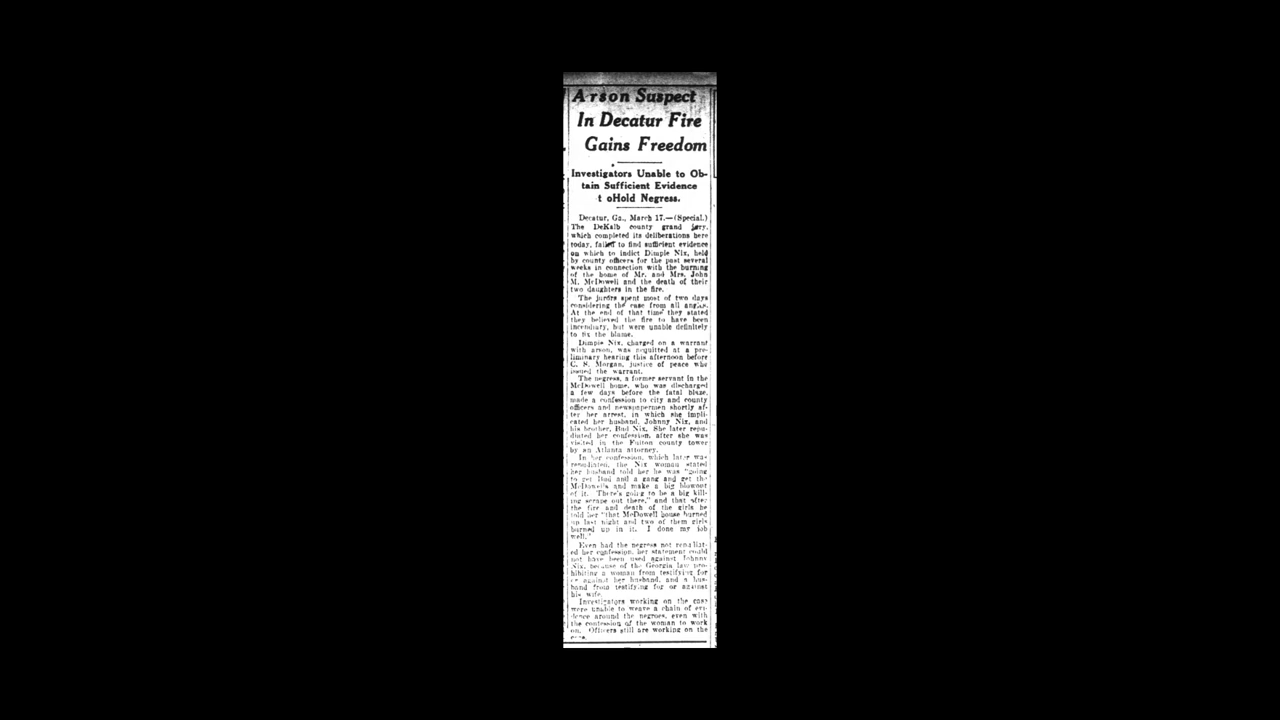 Arson Suspect
In Decatur Fire
Gains Freedom
Investigators Unable to Ob-
tain Sufficient Evidence
t oHold Negress.
Decatur, Ga., March 17.—(Special.)
The DeKalb county grand jury,
which completed its deliberations here
today, failed to find sufficient evidence
on which to indict Dimple Nix, held
by county officers for the past several
weeks in connection with the burning
of the home of Mr. and Mrs. John
M. McDowell and the death of their
two daughters in the fire.
The jurors spent most of two days
considering the case from all angles.
At the end of that time they stated
they believed the fire to have been
incendiary, but were unable definitely
to fix the blame.
Dimple Nix, charged on a warrant
with arson, was acquitted at a pre-
liminary hearing this afternoon before
C. S. Morgan, justice of peace who
issued the warrant.
The negress, a former servant in the
McDowell home, who was discharged
a few days before the fatal blaze,
made a confession to city and county
officers and newspapermen shortly af-
ter her arrest, in which she impli-
cated her husband, Johnny Nix, and
his brother, Bud Nix. She later repu-
diated her confession, after she was
visited in the Fulton county tower
by an Atlanta attorney.
In her confession, which later was
repudiated, the Nix woman stated
her husband told her he was "going
to get Bud and a gang and get the
McDowells and make a big blowout
of it. There's going to be a big kill-
ing scrape out there," and that after
the fire and death of the girls he
told her "that McDowell house burned
up last night and two of them girls
burned up in it. I done my job
well."
Even had the negress not repudiat-
ed her confession, her statement could
not have been used against Johnny
Nix, because of the Georgia law pro-
hibiting a woman from testifying for
or against her husband, and a hus-
band from testifying for or against
his wife.
Investigators working on the case
were unable to weave a chain of evi-
dence around the negroes, even with
the confession of the woman to work
on. Officers still are working on the
case.